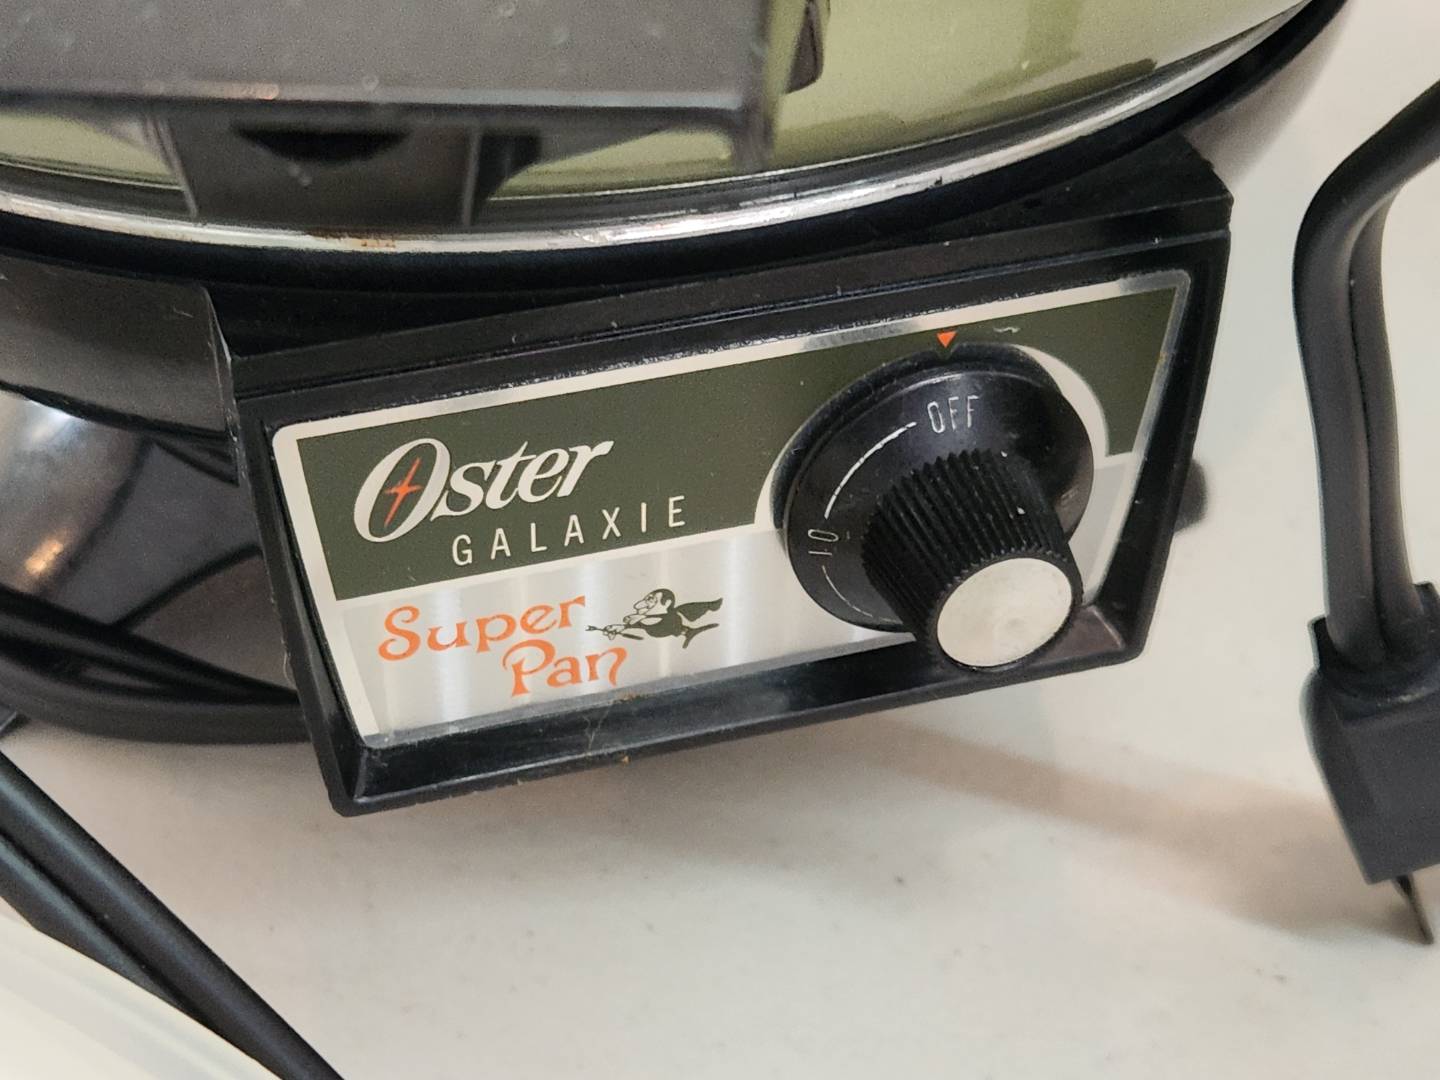 Oster
GALAXIE
Super
Pan
OFF
10